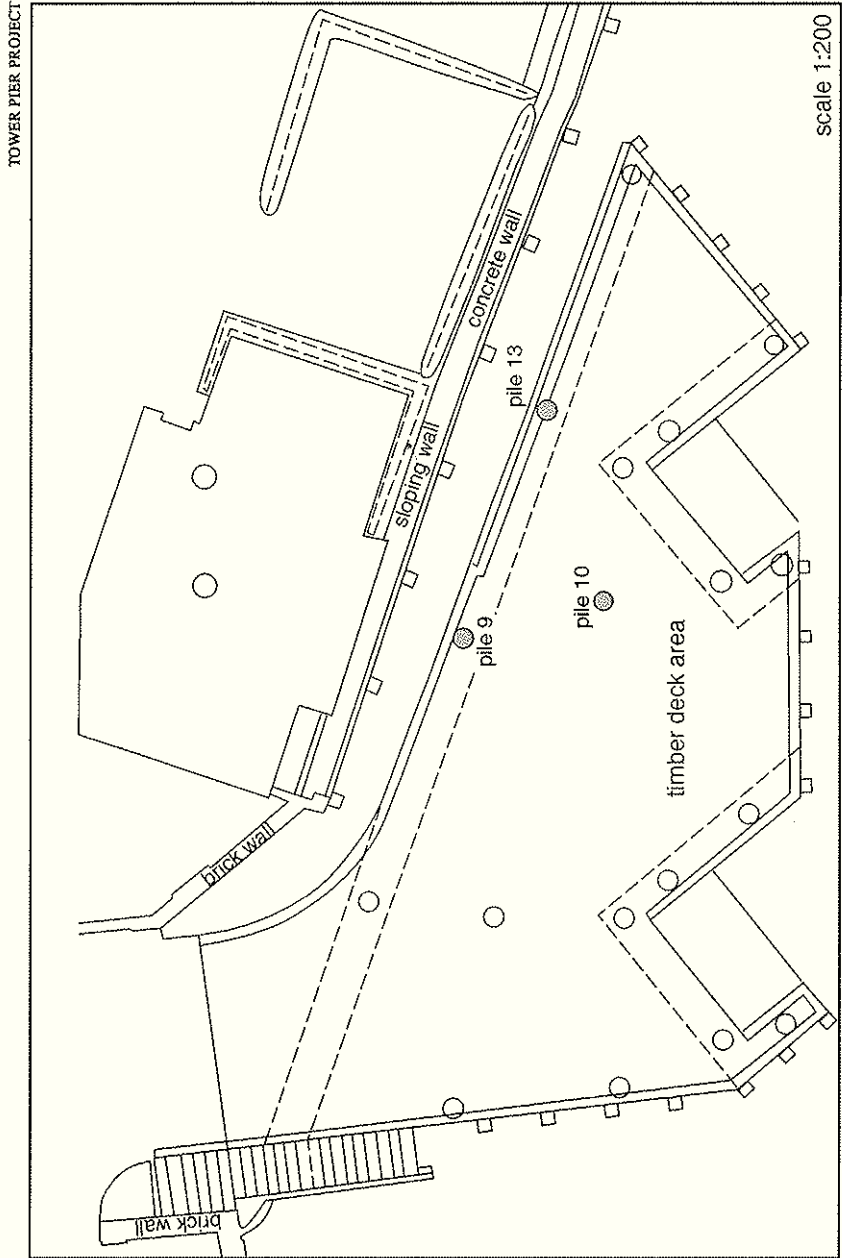 TOWER PIER PROJECT
concrete wall
sloping wall
pile 13
pile 9
pile 10
brick wall
timber deck area
brick wall
scale 1:200